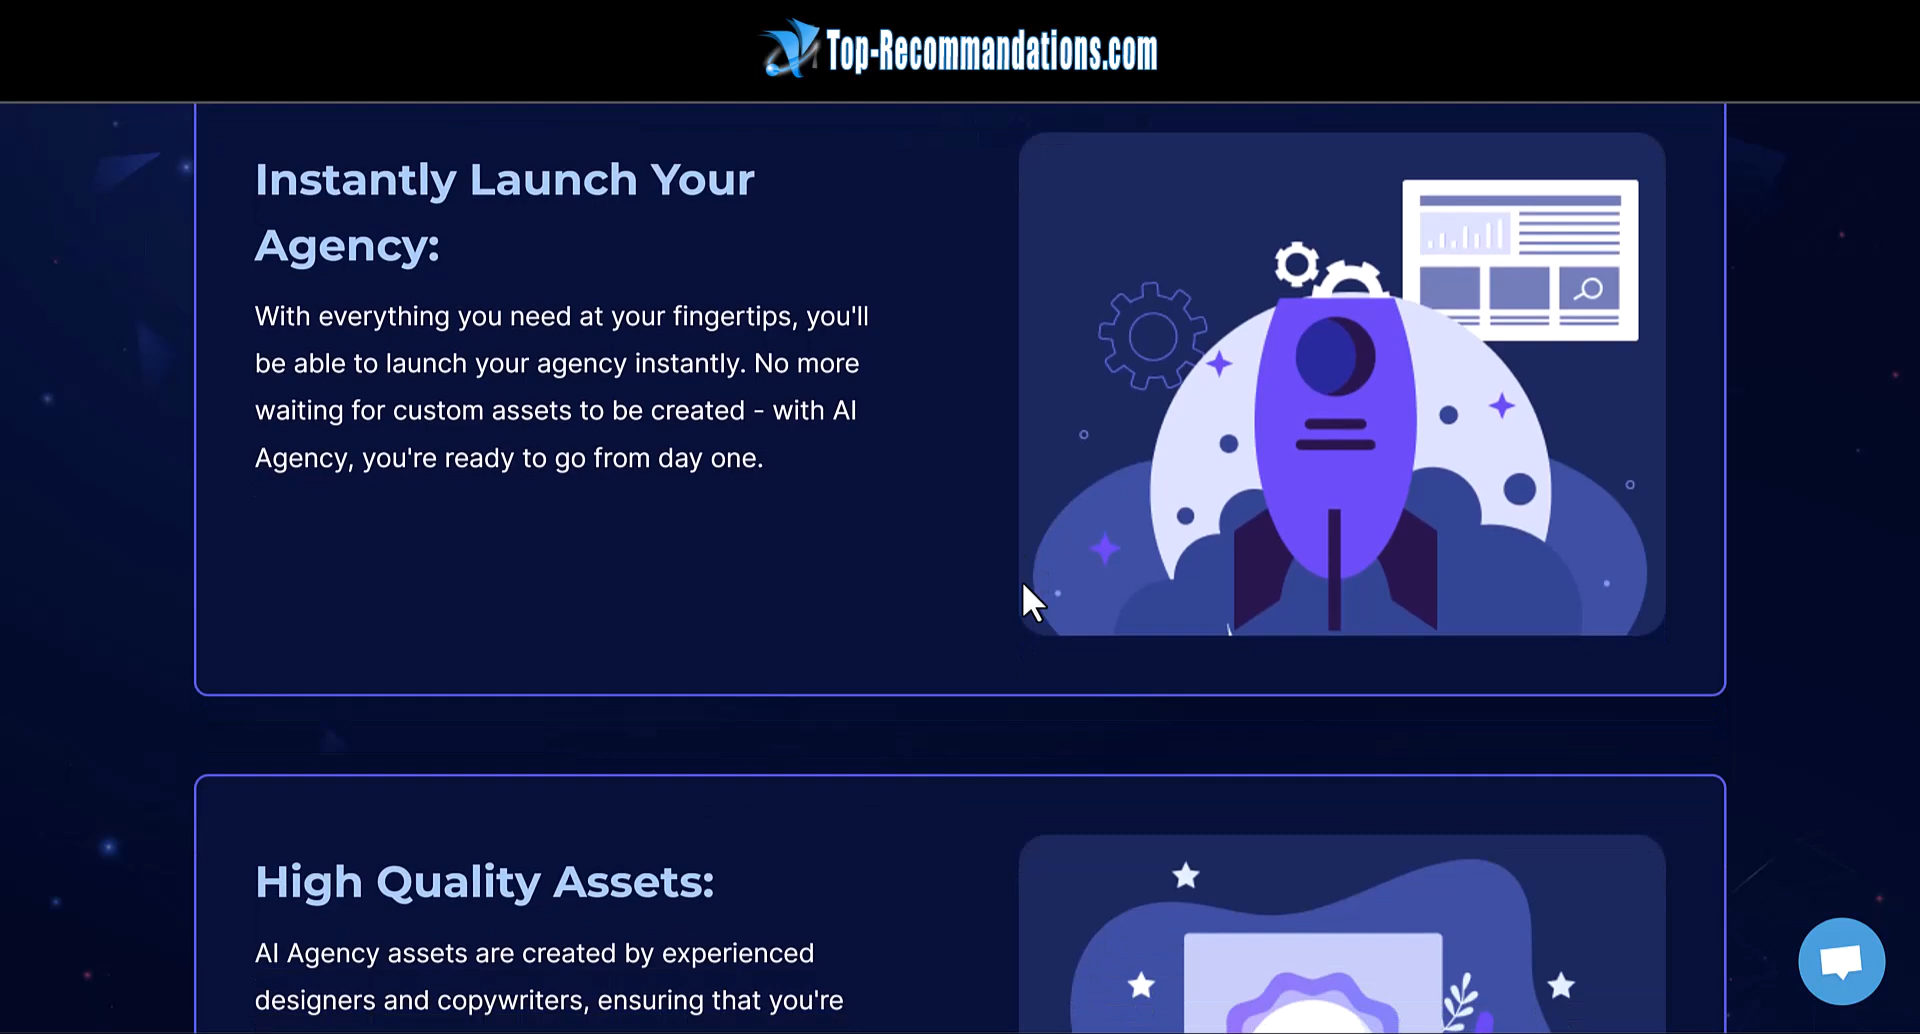 Top-Recommandations.com
Instantly Launch Your
Agency:
With everything you need at your fingertips, you'll
be able to launch your agency instantly. No more
waiting for custom assets to be created - with AI
Agency, you're ready to go from day one.
High Quality Assets:
AI Agency assets are created by experienced
designers and copywriters, ensuring that you're